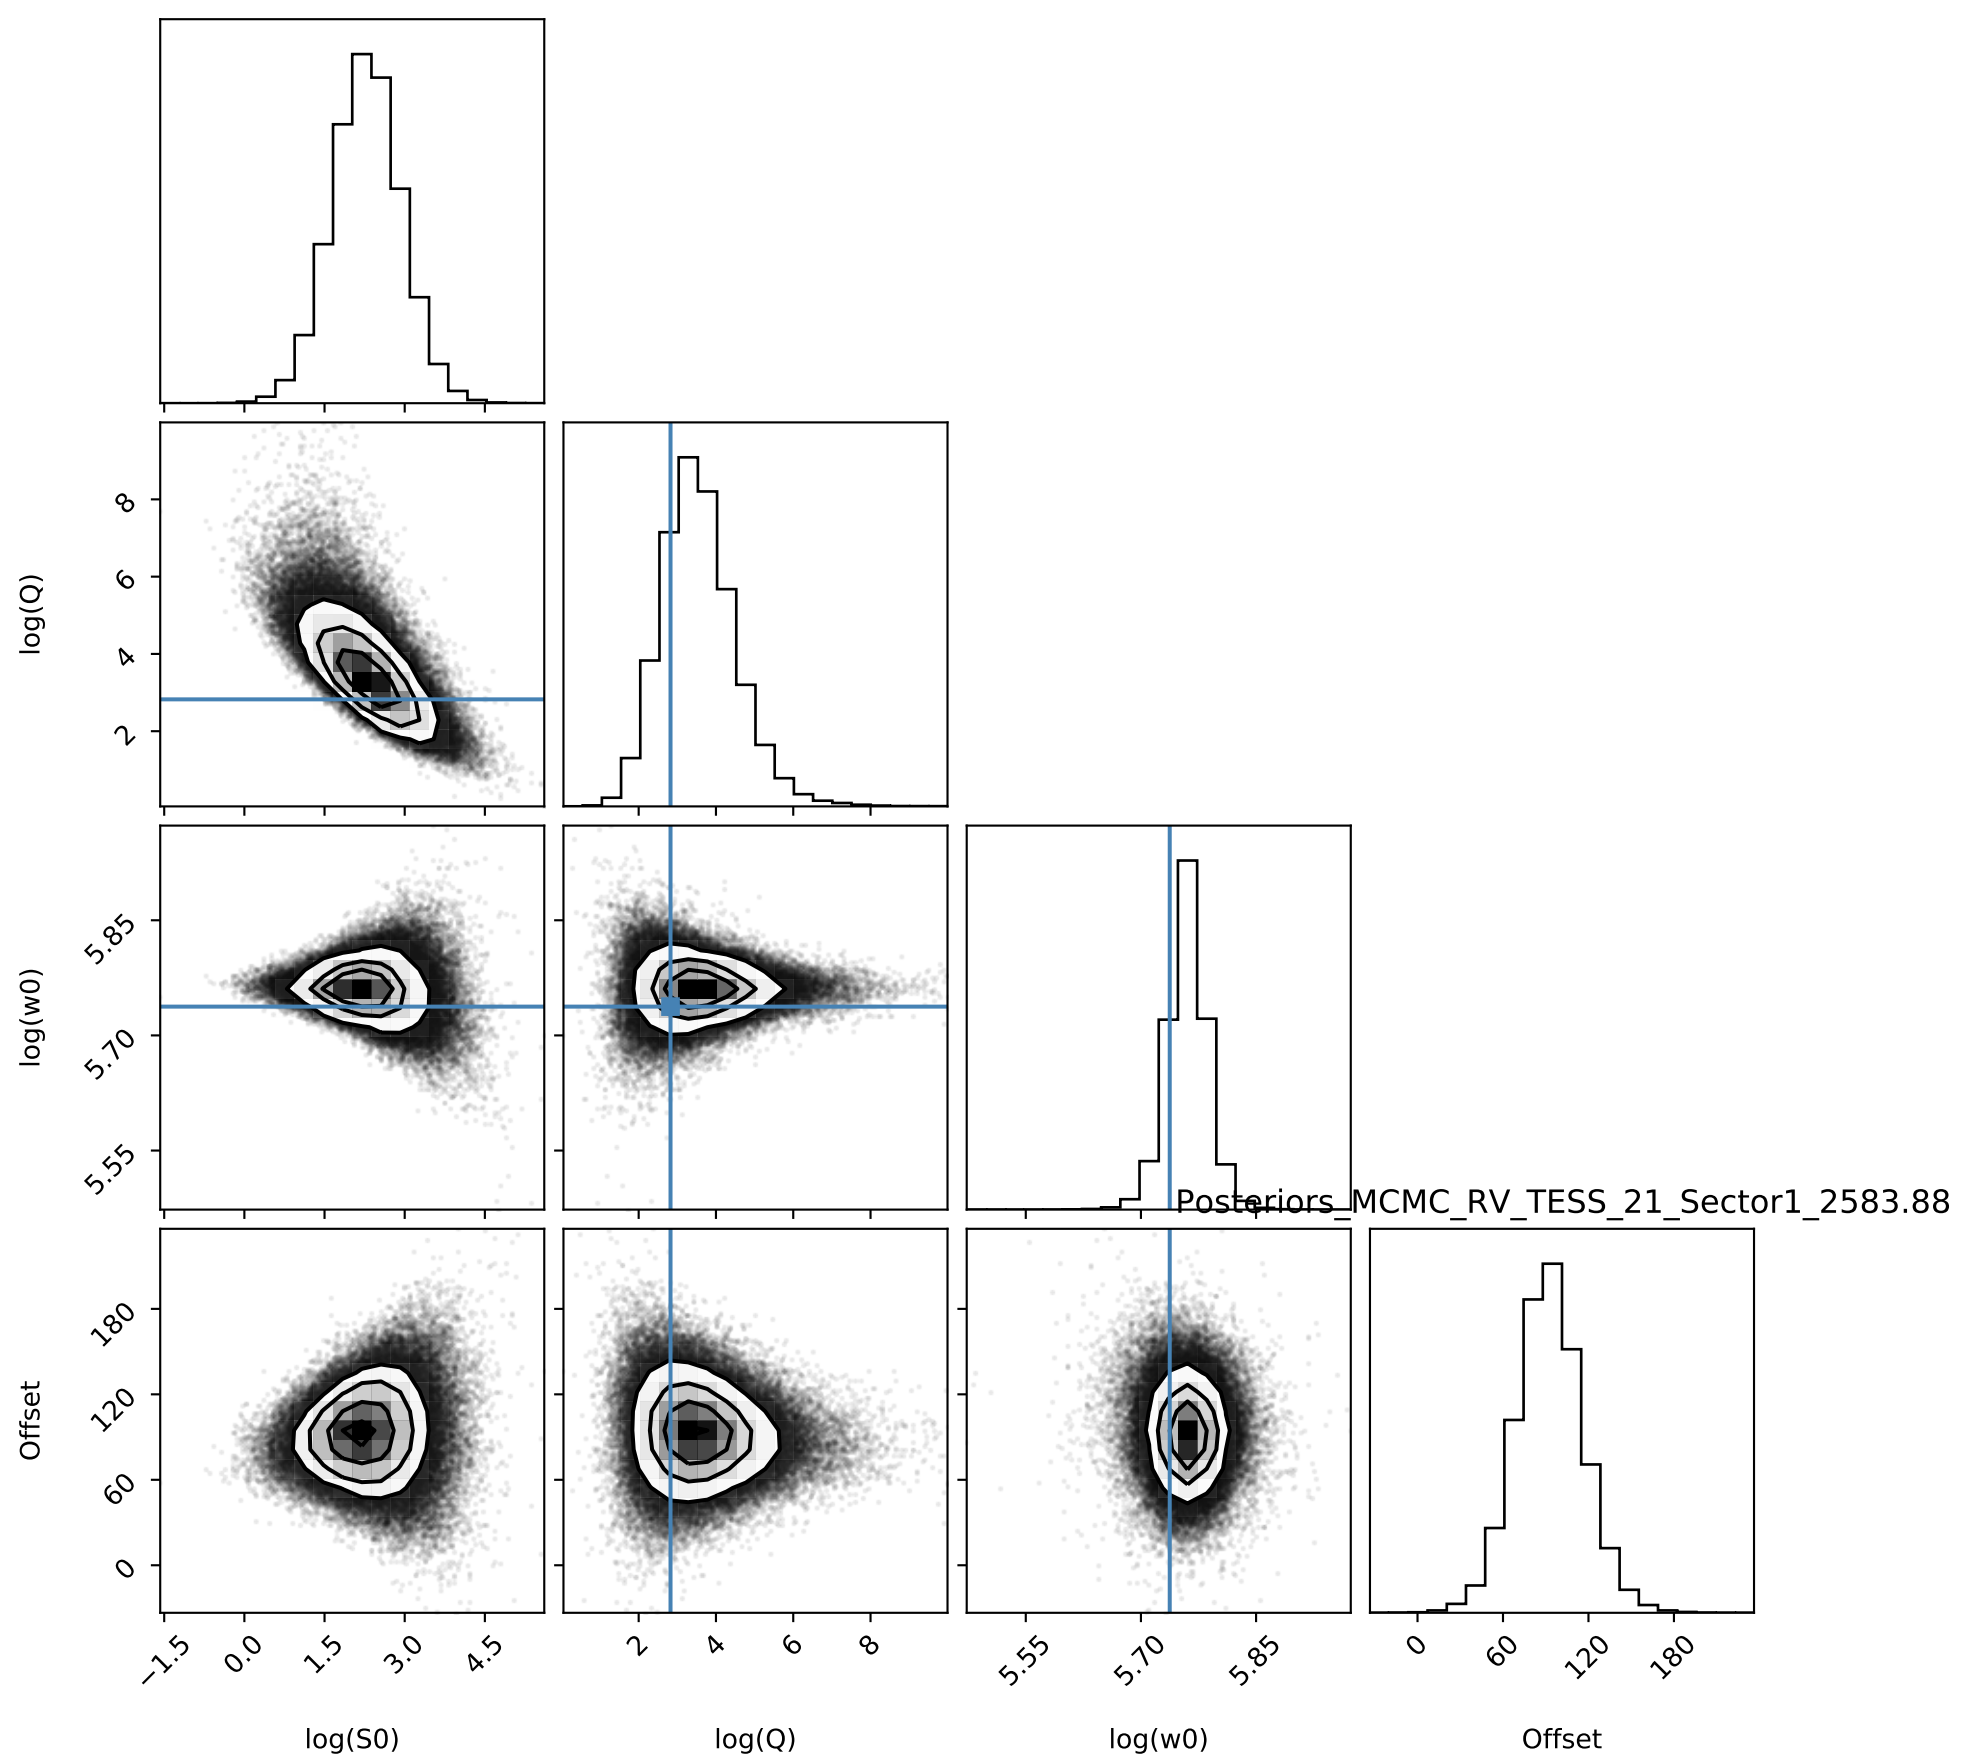 log(Q)
8
6
4
2
log(w0)
5.85
5.70
5.55
Posteriors_MCMC_RV_TESS_21_Sector1_2583.88
Offset
180
120
60
0
−1.5 0.0 1.5 3.0 4.5 2 4 6 8 5.55 5.70 5.85 0 60 120 180
log(S0) log(Q) log(w0) Offset